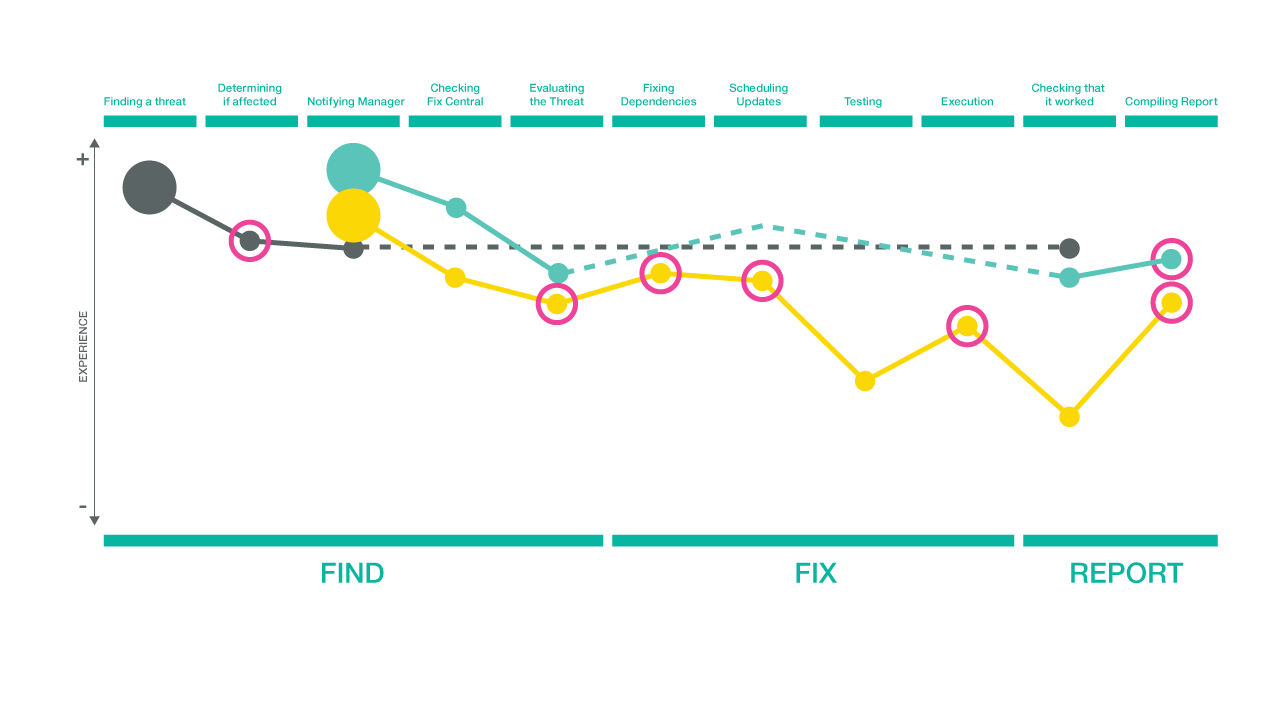 Finding a threat
Determining
if affected
Notifying Manager
Checking
Fix Central
Evaluating
the Threat
Fixing
Dependencies
Scheduling
Updates
Testing
Execution
Checking that
it worked
Compiling Report
+
EXPERIENCE
-
FIND
FIX
REPORT